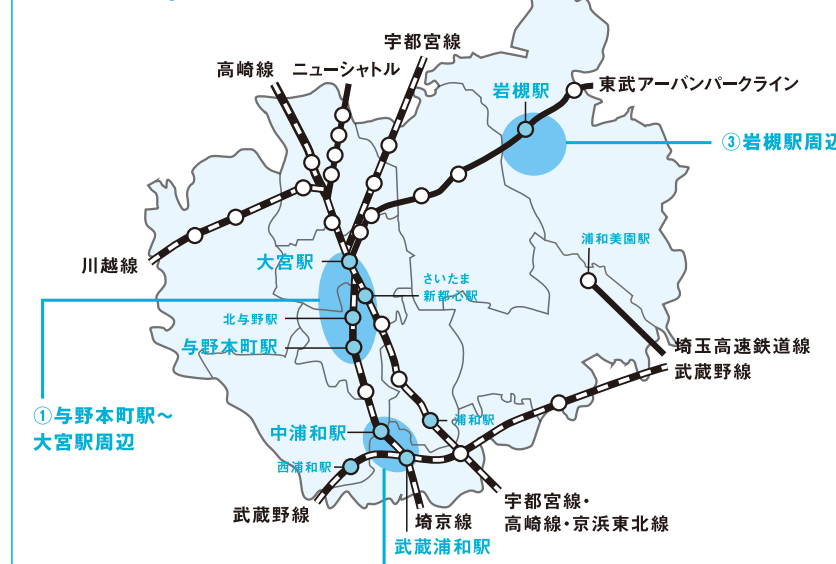 宇都宮線
高崎線
ニューシャトル
東武アーバンパークライン
岩槻駅
③岩槻駅周辺
川越線
大宮駅
浦和美園駅
さいたま
新都心駅
北与野駅
与野本町駅
埼玉高速鉄道線
武蔵野線
①与野本町駅～
大宮駅周辺
中浦和駅
浦和駅
西浦和駅
武蔵野線
埼京線
宇都宮線・
高崎線・京浜東北線
武蔵浦和駅